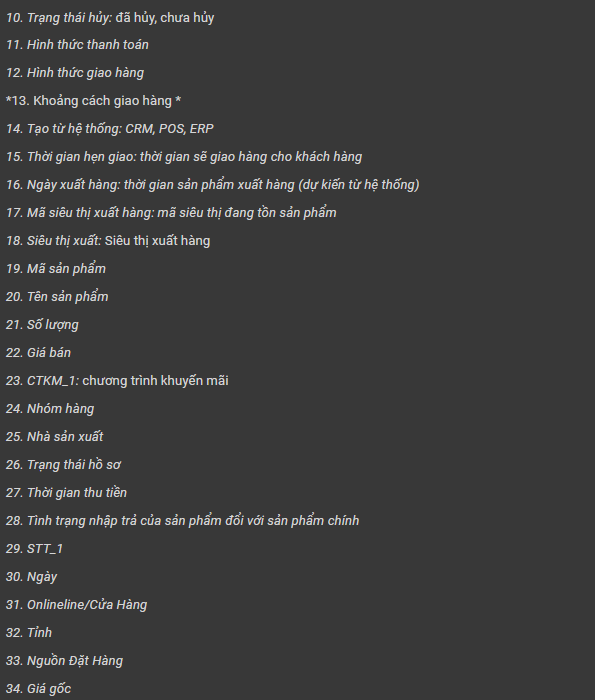 10. Trạng thái hủy: đã hủy, chưa hủy
11. Hình thức thanh toán
12. Hình thức giao hàng
*13. Khoảng cách giao hàng *
14. Tạo từ hệ thống: CRM, POS, ERP
15. Thời gian hẹn giao: thời gian sẽ giao hàng cho khách hàng
16. Ngày xuất hàng: thời gian sản phẩm xuất hàng (dự kiến từ hệ thống)
17. Mã siêu thị xuất hàng: mã siêu thị đang tồn sản phẩm
18. Siêu thị xuất: Siêu thị xuất hàng
19. Mã sản phẩm
20. Tên sản phẩm
21. Số lượng
22. Giá bán
23. CTKM_1: chương trình khuyến mãi
24. Nhóm hàng
25. Nhà sản xuất
26. Trạng thái hồ sơ
27. Thời gian thu tiền
28. Tình trạng nhập trả của sản phẩm đổi với sản phẩm chính
29. STT_1
30. Ngày
31. Onlineline/Cửa Hàng
32. Tỉnh
33. Nguồn Đặt Hàng
34. Giá gốc